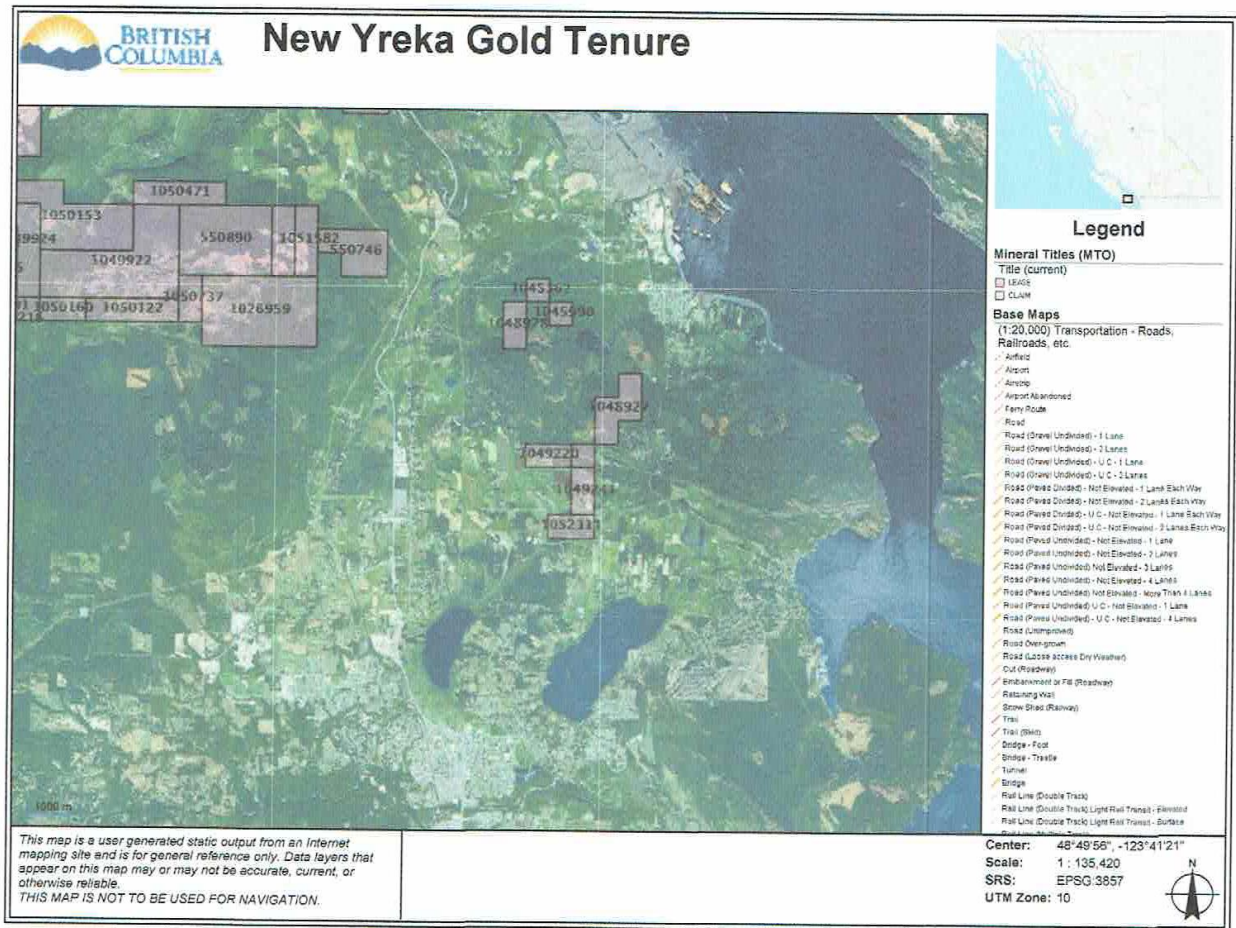 BRITISH
COLUMBIA
New Yreka Gold Tenure
1050471
1050153
550890
1051582
550746
1049922
1050160
1050122
1026959
1048927
1049220
1000 m
Legend
Mineral Titles (MTO)
Title (current)
LEASE
CLAIM
Base Maps
(1:20,000) Transportation - Roads,
Railroads, etc.
Airfield
Airport
Airstrip
Airport Abandoned
Ferry Route
Road
Road (Gravel Undivided) - 1 Lane
Road (Gravel Undivided) - 2 Lanes
Road (Gravel Undivided) - U C - 1 Lane
Road (Gravel Undivided) - U C - 2 Lanes
Road (Paved Divided) - Not Elevated - 1 Lane Each Way
Road (Paved Divided) - Not Elevated - 2 Lanes Each Way
Road (Paved Divided) - U C - Not Elevated - 1 Lane Each Way
Road (Paved Divided) - U C - Not Elevated - 2 Lanes Each Way
Road (Paved Undivided) - Not Elevated - 1 Lane
Road (Paved Undivided) - Not Elevated - 2 Lanes
Road (Paved Undivided) Not Elevated - 3 Lanes
Road (Paved Undivided) - Not Elevated - 4 Lanes
Road (Paved Undivided) Not Elevated - More Than 4 Lanes
Road (Paved Undivided) U C - Not Elevated - 1 Lane
Road (Paved Undivided) - U C - Not Elevated - 4 Lanes
Road (Unimproved)
Road Over-grown
Road (Loose access Dry Weather)
Cut (Roadway)
Embankment or Fill (Roadway)
Retaining Wall
Snow Shed (Railway)
Trail
Trail (Skid)
Bridge - Foot
Bridge - Trestle
Tunnel
Bridge
Rail Line (Double Track)
Rail Line (Double Track) Light Rail Transit - Elevated
Rail Line (Double Track) Light Rail Transit - Surface
This map is a user generated static output from an Internet
mapping site and is for general reference only. Data layers that
appear on this map may or may not be accurate, current, or
otherwise reliable.
THIS MAP IS NOT TO BE USED FOR NAVIGATION.
Center: 48°49'56", -123°41'21"
Scale: 1 : 135,420
SRS: EPSG:3857
UTM Zone: 10
N